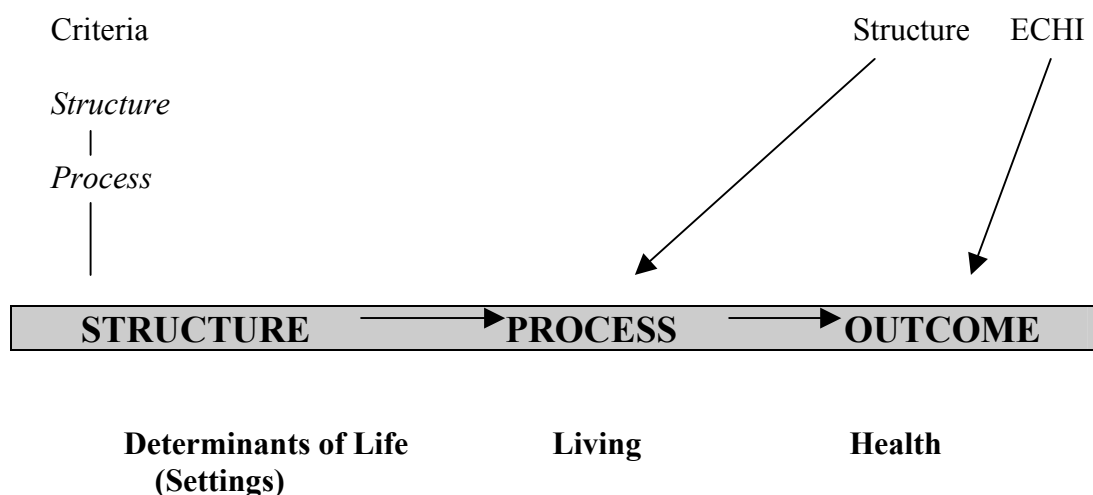 Criteria Structure ECHI
Structure
Process
STRUCTURE PROCESS OUTCOME
Determinants of Life Living Health
(Settings)